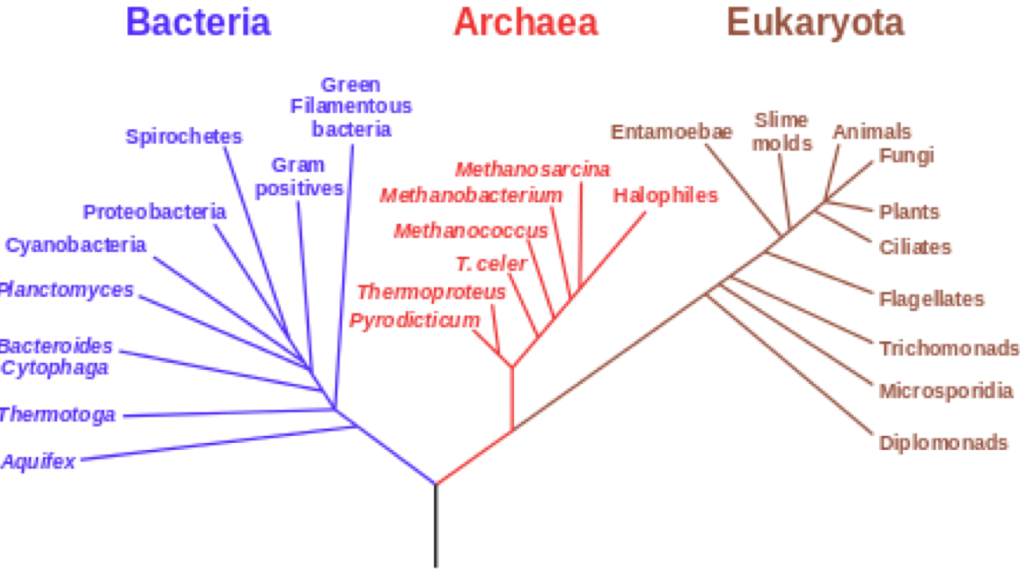 Bacteria
Archaea
Eukaryota
Green
Filamentous
bacteria
Spirochetes
Gram
positives
Proteobacteria
Cyanobacteria
Planctomyces
Bacteroides
Cytophaga
Thermotoga
Aquifex
Methanosarcina
Methanobacterium
Halophiles
Methanococcus
T. celer
Thermoproteus
Pyrodicticum
Entamoebae
Slime
molds
Animals
Fungi
Plants
Ciliates
Flagellates
Trichomonads
Microsporidia
Diplomonads